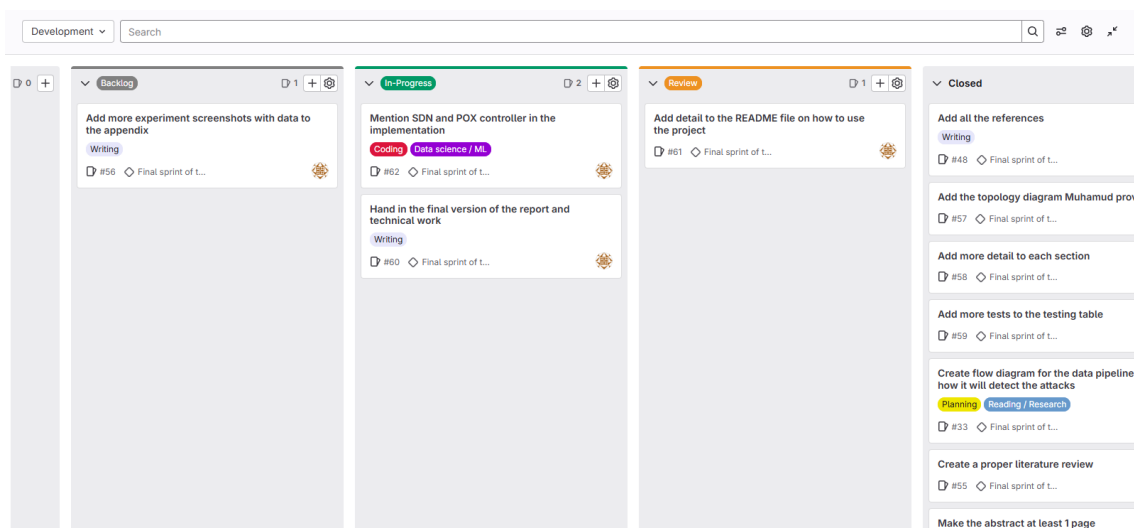 Development
Search
0
Backlog
1
Add more experiment screenshots with data to
the appendix
Writing
#56 Final sprint of t...
In-Progress
2
Mention SDN and POX controller in the
implementation
Coding Data science / ML
#62 Final sprint of t...
Hand in the final version of the report and
technical work
Writing
#60 Final sprint of t...
Review
1
Add detail to the README file on how to use
the project
#61 Final sprint of t...
Closed
Add all the references
Writing
#48 Final sprint of t...
Add the topology diagram Muhamud prov
#57 Final sprint of t...
Add more detail to each section
#58 Final sprint of t...
Add more tests to the testing table
#59 Final sprint of t...
Create flow diagram for the data pipeline
how it will detect the attacks
Planning Reading / Research
#33 Final sprint of t...
Create a proper literature review
#55 Final sprint of t...
Make the abstract at least 1 page